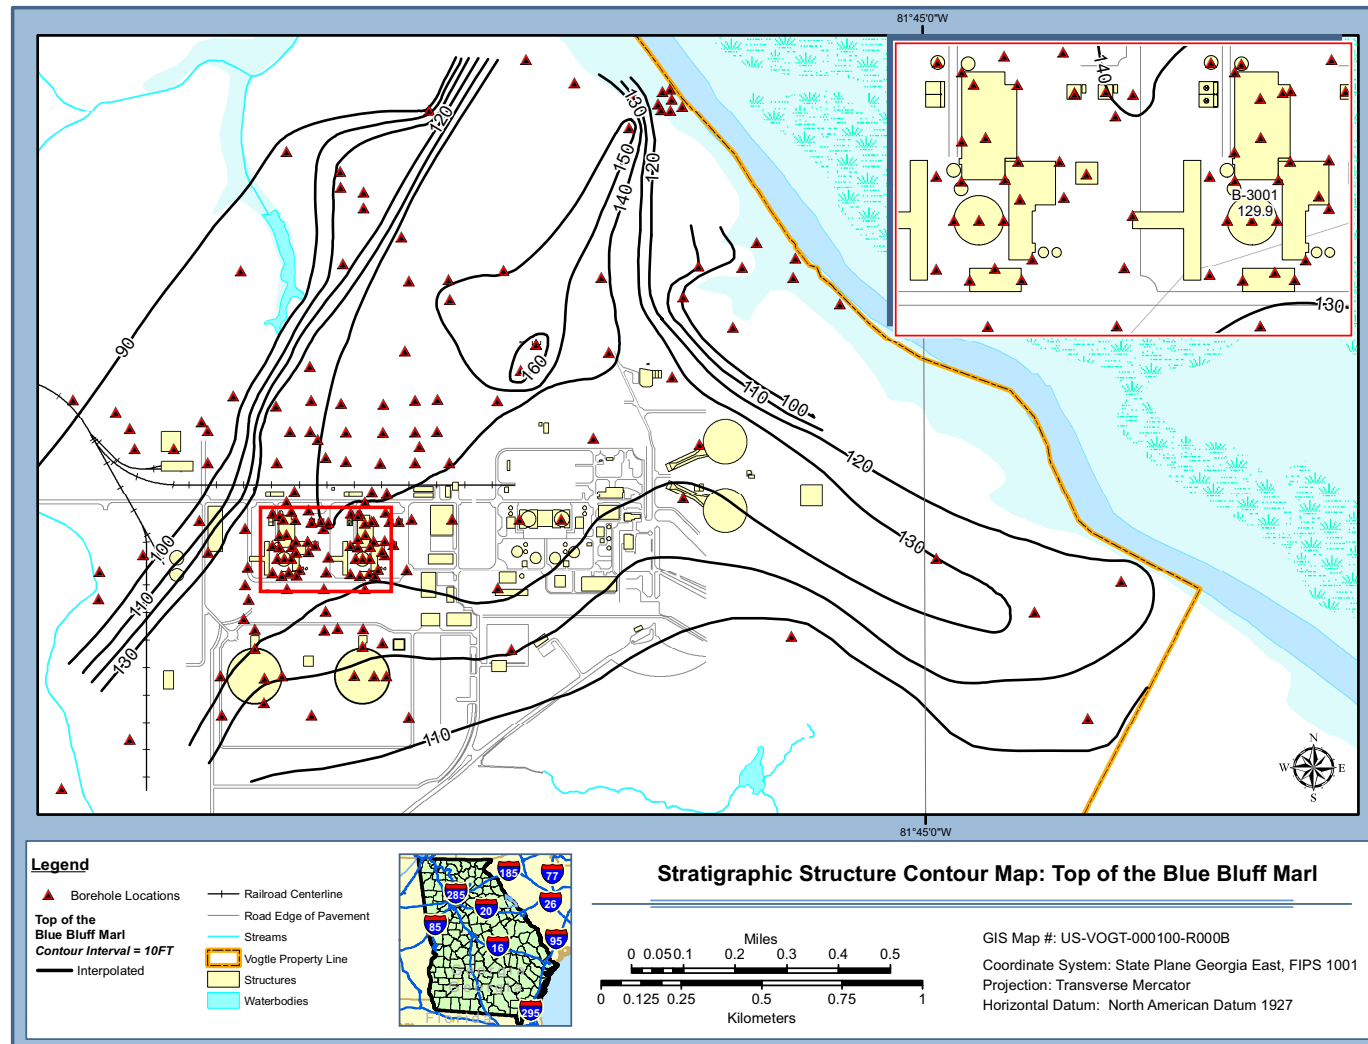 81°45'0"W
120
130
150
140
120
140
B-3001
129.9
130
90
160
110
100
120
130
100
110
130
110
N
W
E
S
81°45'0"W
Legend
Borehole Locations
Top of the
Blue Bluff Marl
Contour Interval = 10FT
Interpolated
Railroad Centerline
Road Edge of Pavement
Streams
Vogtle Property Line
Structures
Waterbodies
185
77
285
26
20
85
95
16
295
Stratigraphic Structure Contour Map: Top of the Blue Bluff Marl
Miles
0 0.05 0.1 0.2 0.3 0.4 0.5
0 0.125 0.25 0.5 0.75 1
Kilometers
GIS Map #: US-VOGT-000100-R000B
Coordinate System: State Plane Georgia East, FIPS 1001
Projection: Transverse Mercator
Horizontal Datum: North American Datum 1927